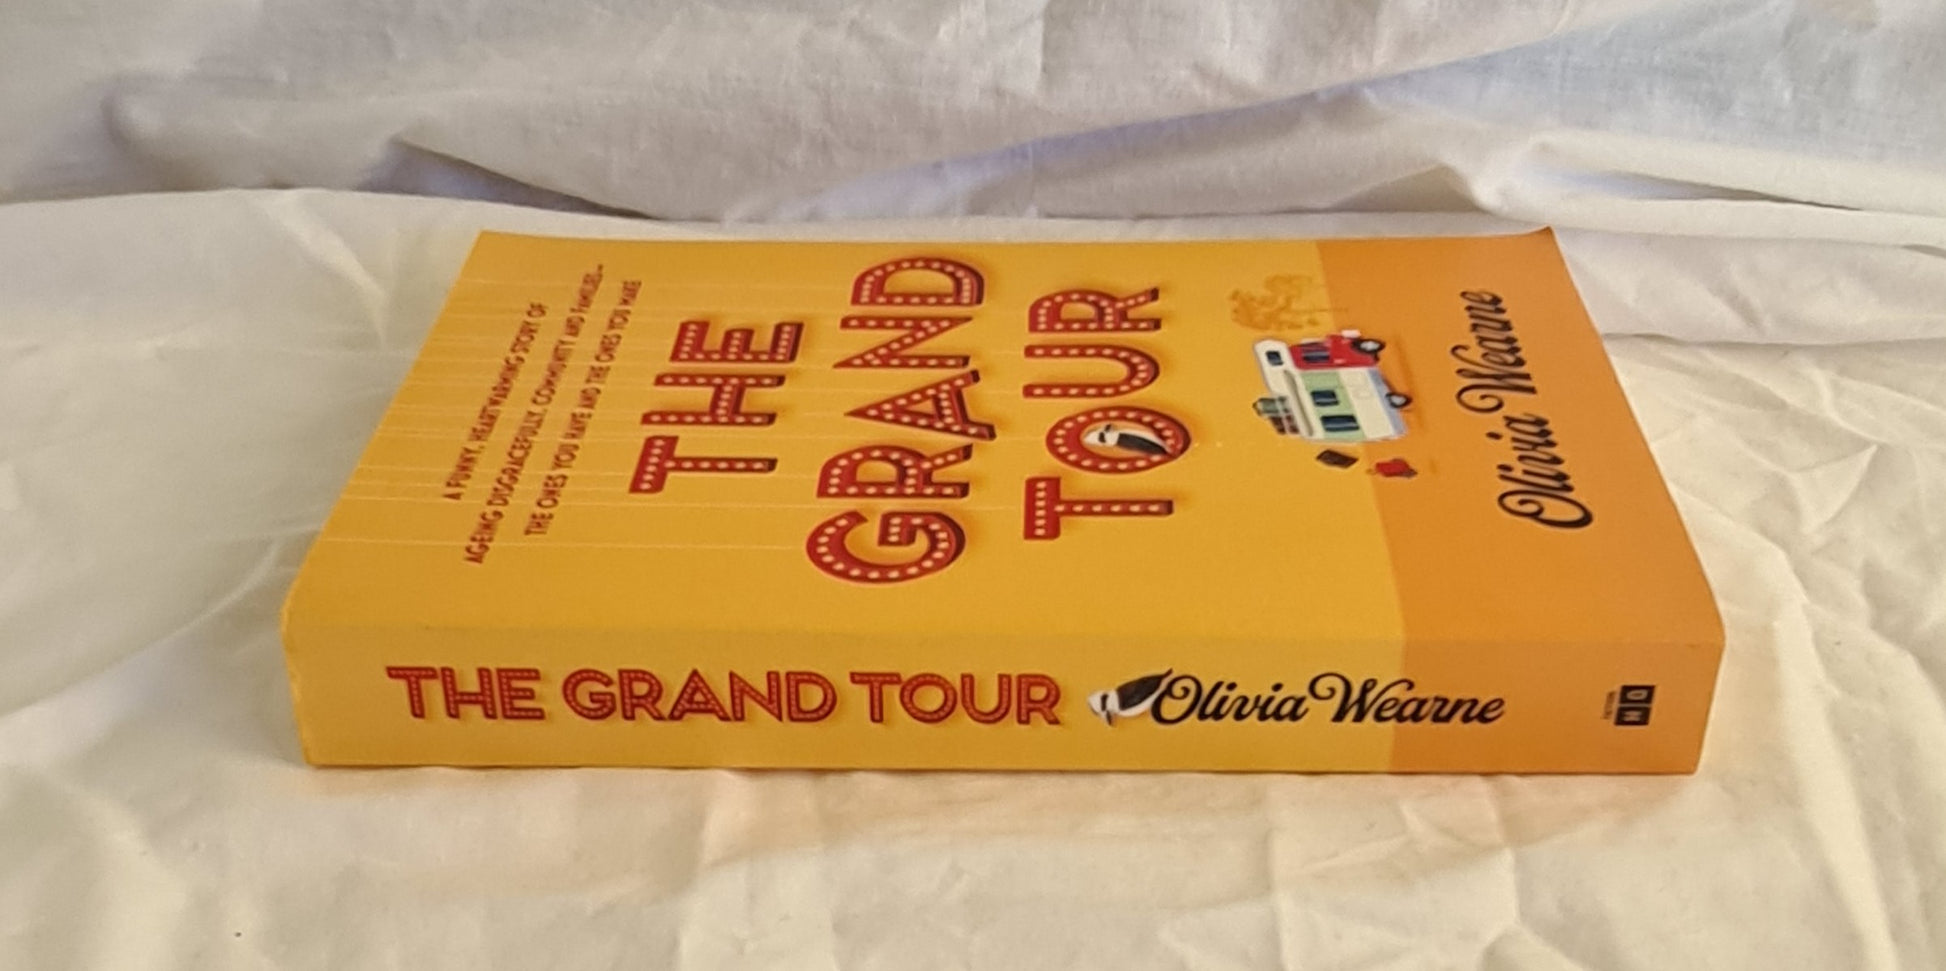 A FUNNY, HEARTWARMING STORY OF
AGEING DISGRACEFULLY, COMMUNITY AND FAMILIES–
THE ONES YOU HAVE AND THE ONES YOU MAKE
THE
GRAND
TOUR
Olivia Wearne
THE GRAND TOUR Olivia Wearne